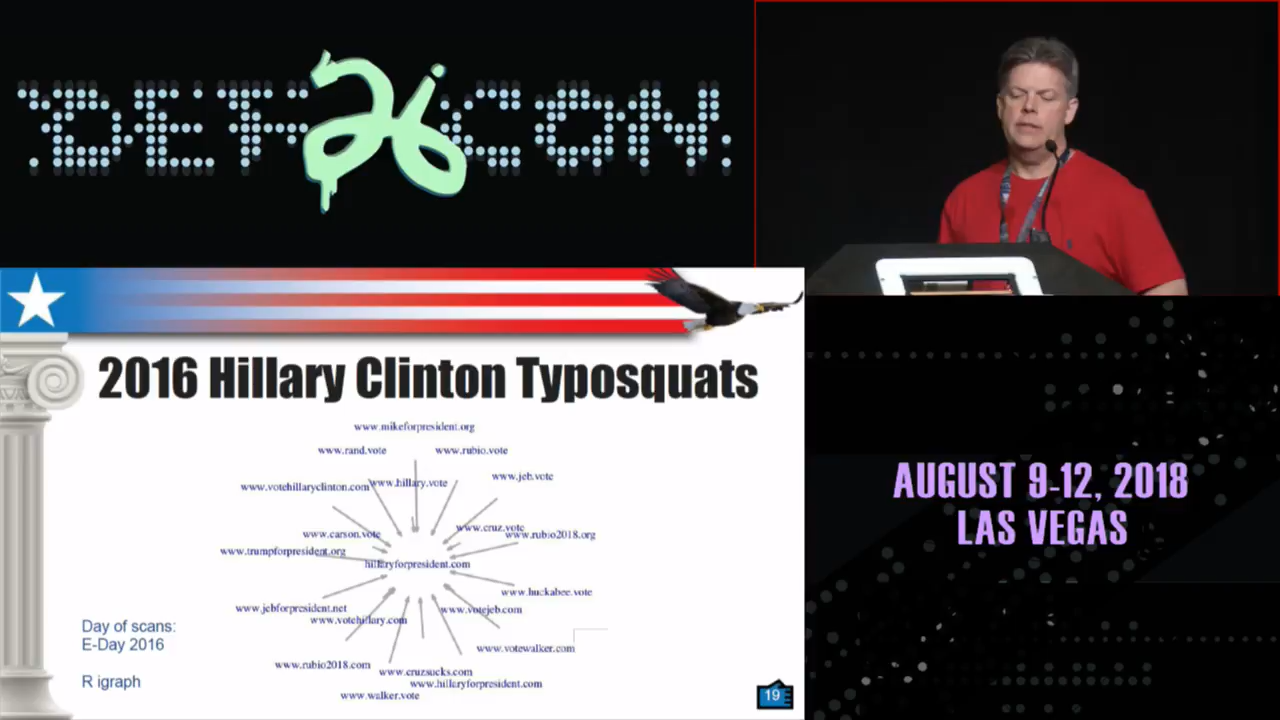 DEFCON
26
2016 Hillary Clinton Typosquats
www.mikeforpresident.org
www.rand.vote
www.rubio.vote
www.jeb.vote
www.votehillaryclinton.com
www.hillary.vote
www.cruz.vote
www.carson.vote
www.rubio2018.org
www.trumpforpresident.org
hillaryforpresident.com
www.huckabee.vote
www.jebforpresident.net
www.votejeb.com
www.votehillary.com
Day of scans:
E-Day 2016
www.votewalker.com
www.rubio2018.com
www.cruzsucks.com
R igraph
www.hillaryforpresident.com
www.walker.vote
19
AUGUST 9-12, 2018
LAS VEGAS